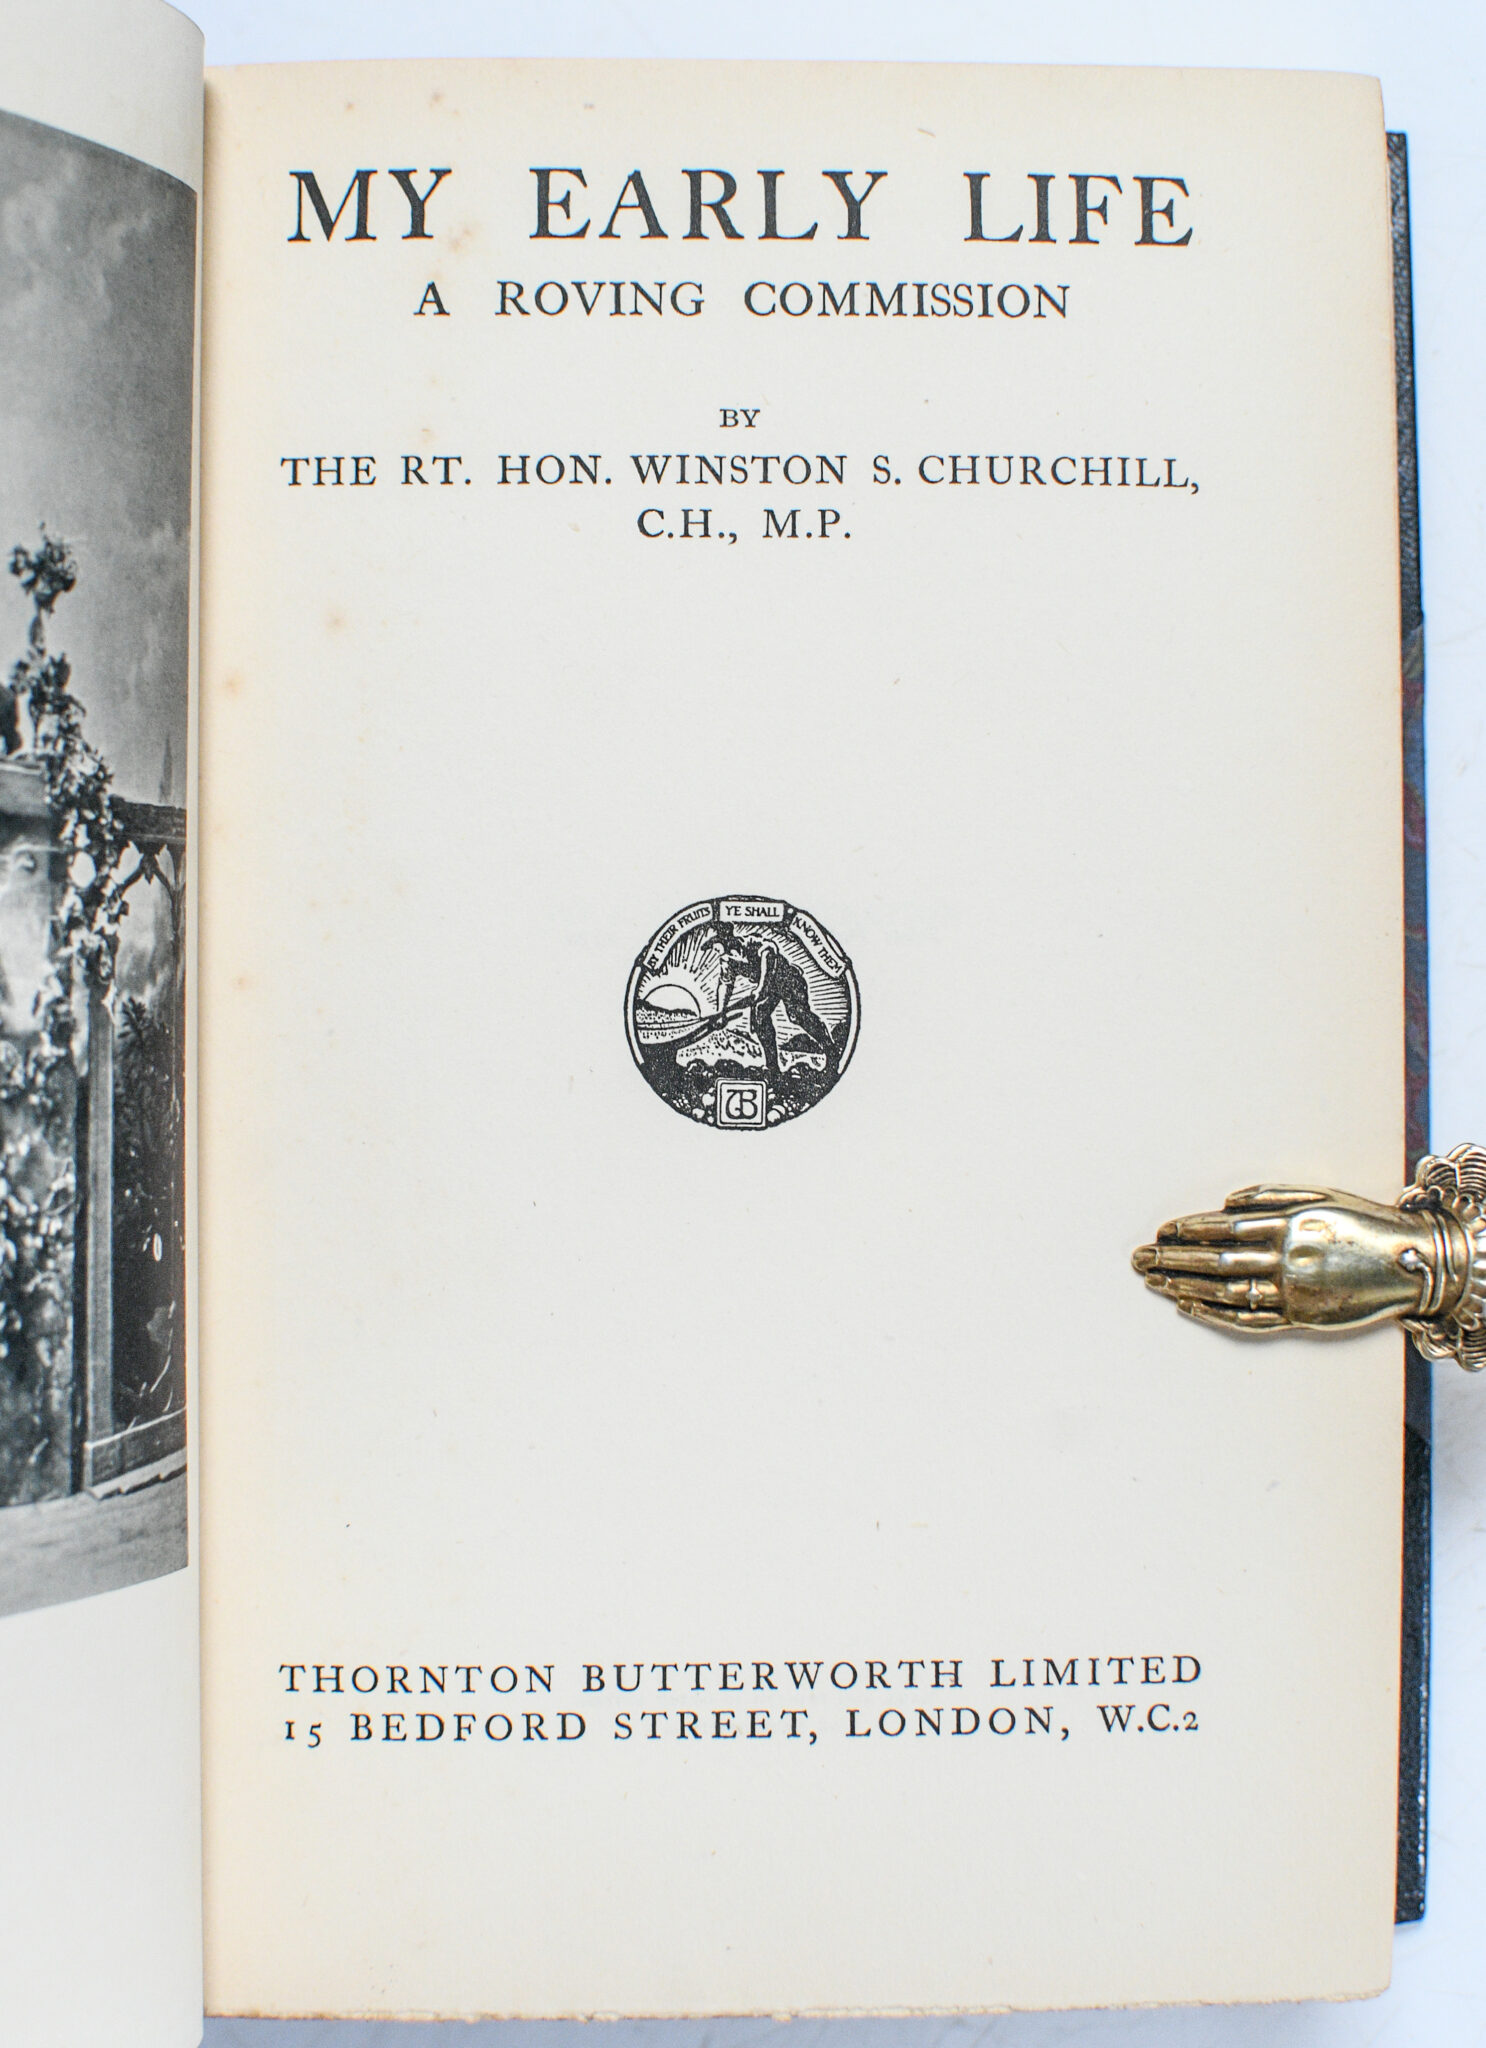 MY EARLY LIFE
A ROVING COMMISSION
BY
THE RT. HON. WINSTON S. CHURCHILL,
C.H., M.P.
BY THEIR FRUITS YE SHALL KNOW THEM
TB
THORNTON BUTTERWORTH LIMITED
15 BEDFORD STREET, LONDON, W.C.2